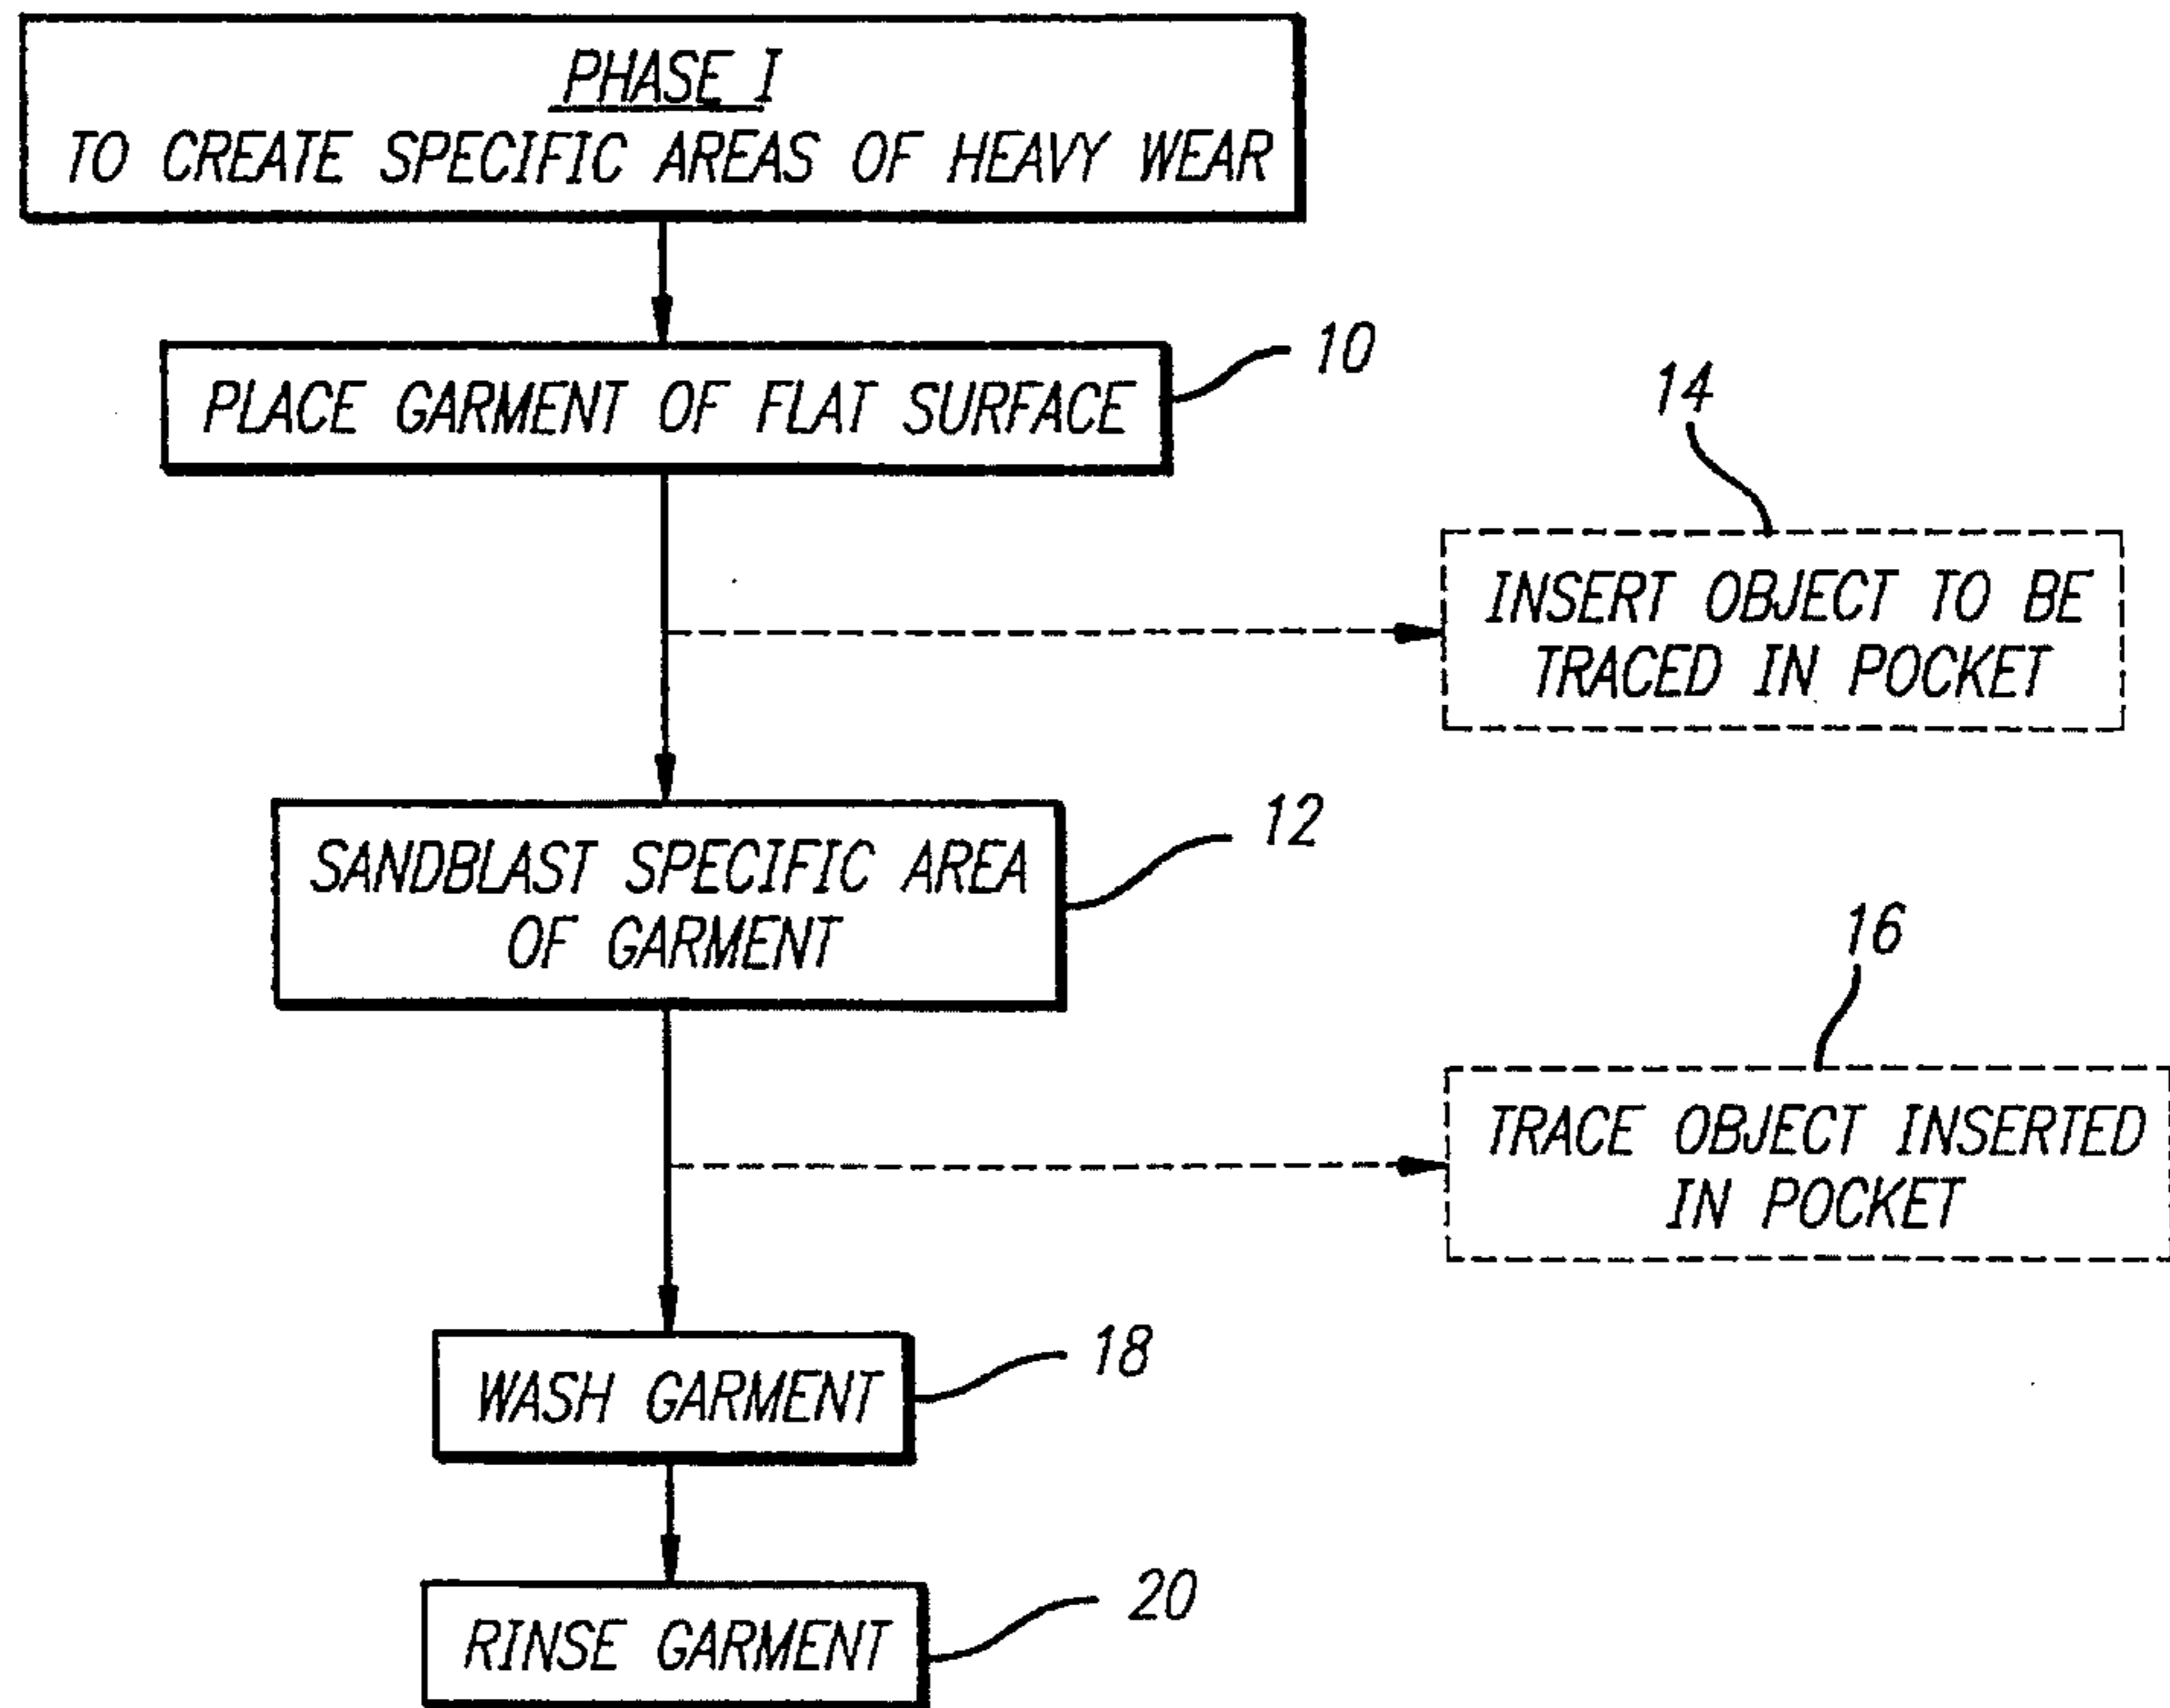 PHASE I
TO CREATE SPECIFIC AREAS OF HEAVY WEAR
PLACE GARMENT OF FLAT SURFACE
10
14
INSERT OBJECT TO BE
TRACED IN POCKET
SANDBLAST SPECIFIC AREA
OF GARMENT
12
16
TRACE OBJECT INSERTED
IN POCKET
WASH GARMENT
18
RINSE GARMENT
20